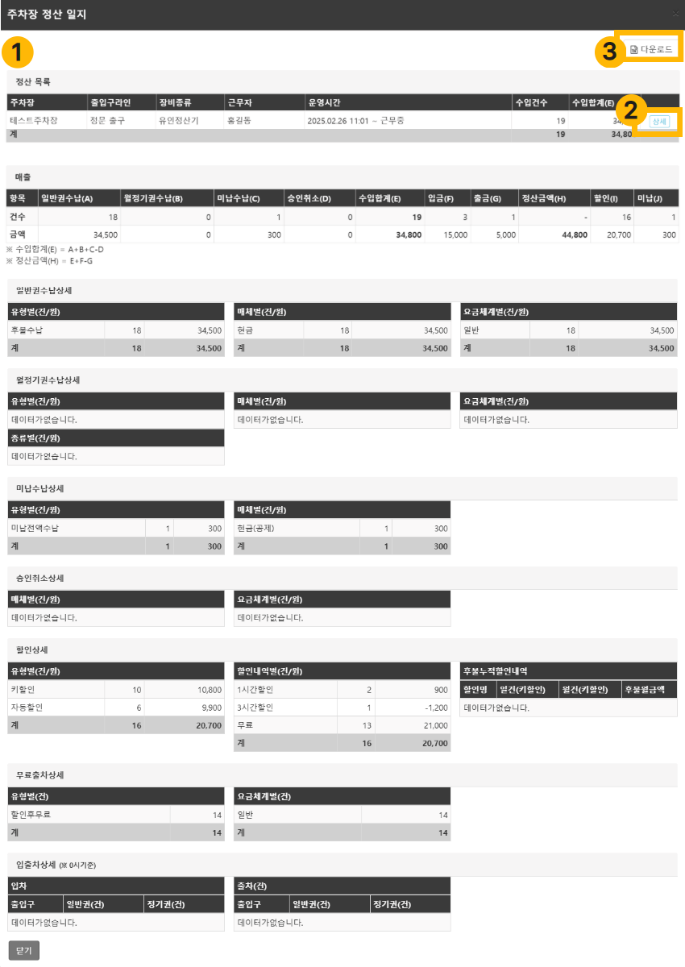 주차장 정산 일지
1
3 다운로드
정산 목록
주차장 출입구라인 장비종류 근무자 운영시간 수입건수 수입합계(E)
테스트주차장 정문 출구 유인정산기 홍길동 2025.02.26 11:01 ~ 근무중 19 2 상세
계 19 34,80
매출
항목 일반권수납(A) 월정기권수납(B) 미납수납(C) 승인취소(D) 수입합계(E) 입금(F) 출금(G) 정산금액(H) 할인(I) 미납(J)
건수 18 0 1 0 19 3 1 - 16 1
금액 34,500 0 300 0 34,800 15,000 5,000 44,800 20,700 300
※ 수입합계(E) = A+B+C-D
※ 정산금액(H) = E+F-G
일반권수납상세
유형별(건/원) 매체별(건/원) 요금체계별(건/원)
후불수납 18 34,500 현금 18 34,500 일반 18 34,500
계 18 34,500 계 18 34,500 계 18 34,500
월정기권수납상세
유형별(건/원) 매체별(건/원) 요금체계별(건/원)
데이터가없습니다. 데이터가없습니다. 데이터가없습니다.
종류별(건/원)
데이터가없습니다.
미납수납상세
유형별(건/원) 매체별(건/원)
미납전액수납 1 300 현금(공제) 1 300
계 1 300 계 1 300
승인취소상세
매체별(건/원) 요금체계별(건/원)
데이터가없습니다. 데이터가없습니다.
할인상세
유형별(건/원) 할인내역별(건/원) 후불누적할인내역
키할인 10 10,800 1시간할인 2 900 할인명 일건(키할인) 월건(키할인) 후불월금액
자동할인 6 9,900 3시간할인 1 -1,200 데이터가없습니다.
계 16 20,700 무료 13 21,000
계 16 20,700
무료출차상세
유형별(건) 요금체계별(건)
할인후무료 14 일반 14
계 14 계 14
입출차상세 (※ 0시기준)
입차 출차(건)
출입구 일반권(건) 정기권(건) 출입구 일반권(건) 정기권(건)
데이터가없습니다. 데이터가없습니다.
닫기